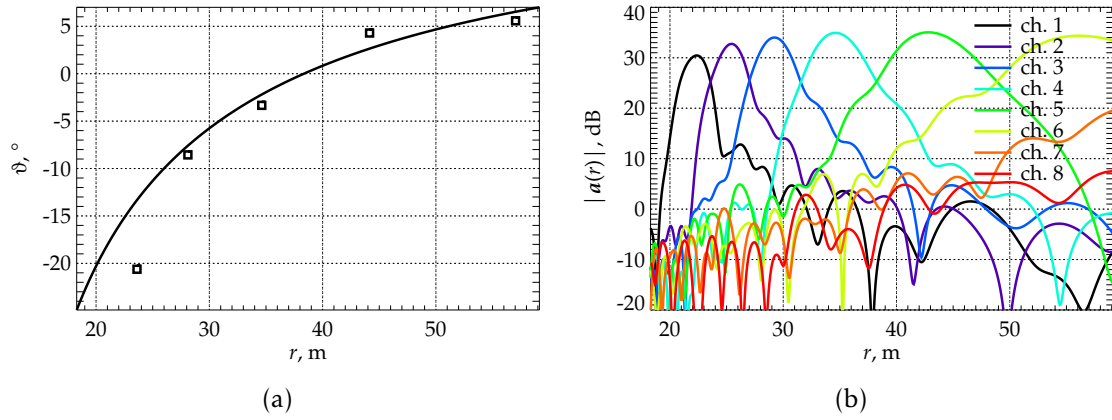 5
0
-5
-10
-15
-20
ϑ, °
20 30 40 50
r, m
(a)
40
30
20
10
0
-10
-20
|a(r)|, dB
ch. 1
ch. 2
ch. 3
ch. 4
ch. 5
ch. 6
ch. 7
ch. 8
20 30 40 50
r, m
(b)